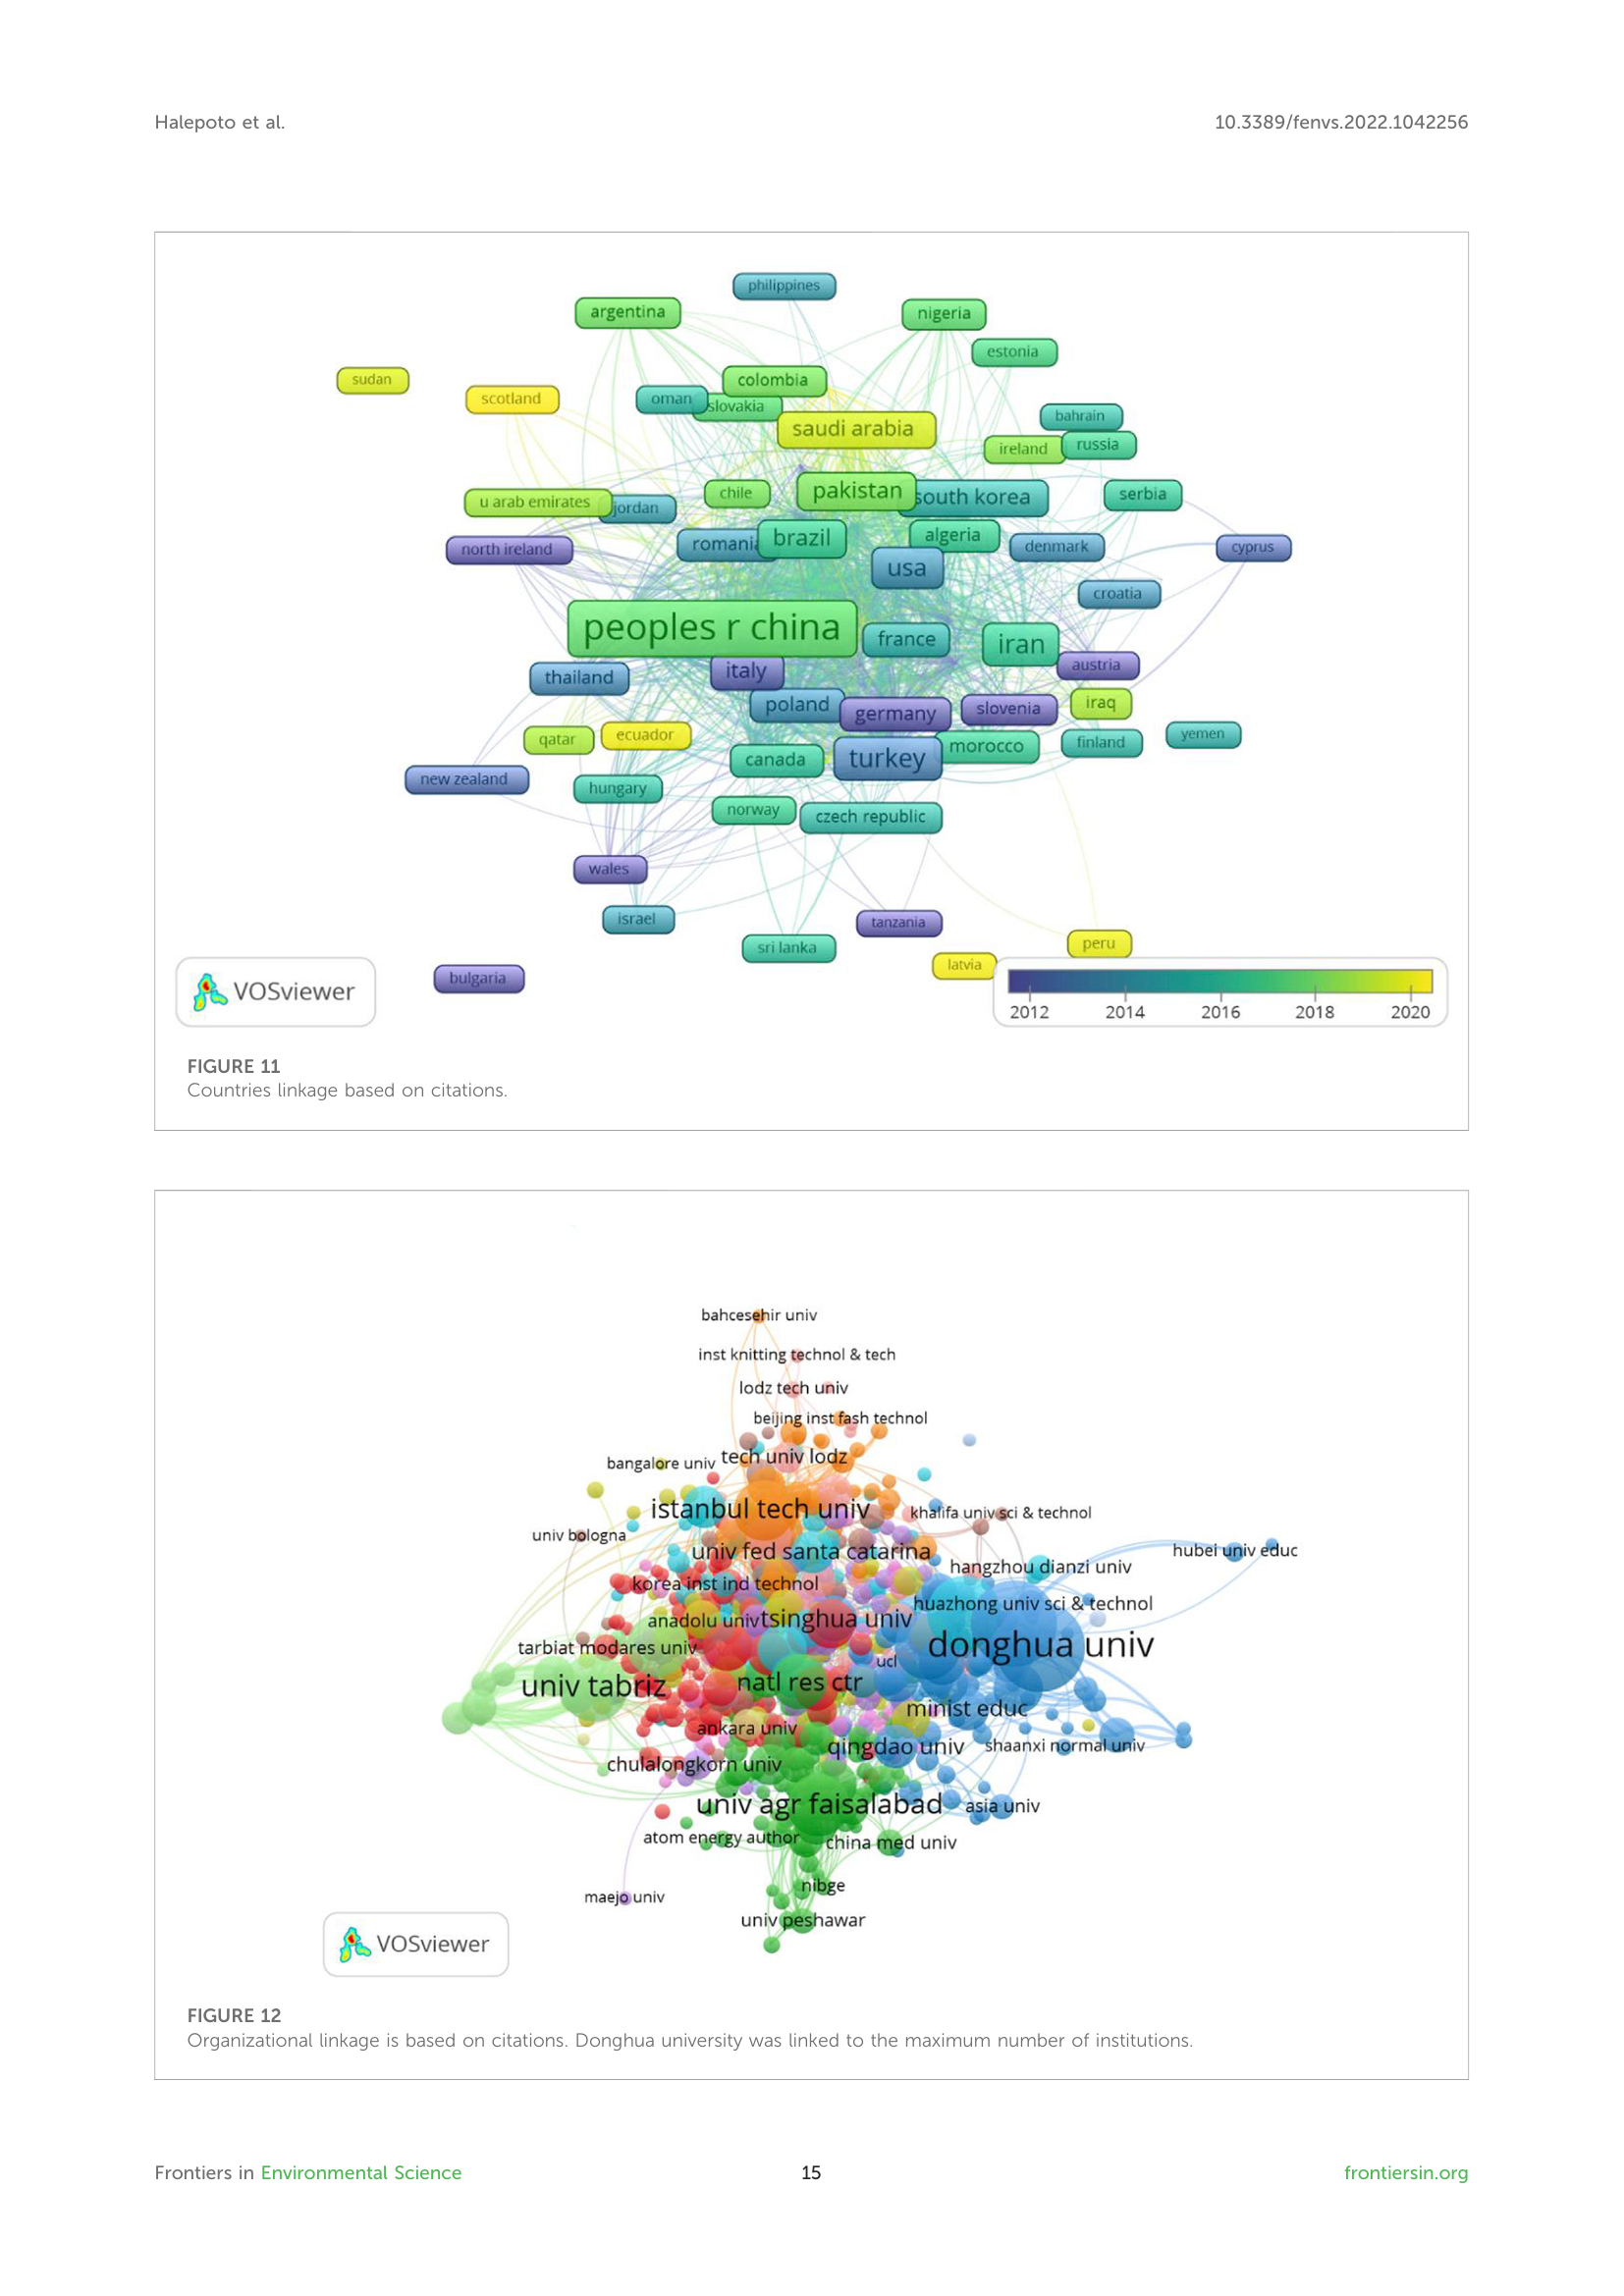 Halepoto et al.
10.3389/fenvs.2022.1042256
philippines
argentina
nigeria
estonia
sudan
colombia
scotland
oman
slovakia
bahrain
saudi arabia
ireland
russia
chile
pakistan
south korea
serbia
u arab emirates
jordan
brazil
algeria
romania
denmark
cyprus
north ireland
usa
croatia
peoples r china
france
iran
austria
italy
thailand
poland
germany
slovenia
iraq
yemen
qatar
ecuador
finland
canada
turkey
morocco
new zealand
hungary
norway
czech republic
wales
israel
tanzania
sri lanka
peru
latvia
bulgaria
VOSviewer
2012 2014 2016 2018 2020
FIGURE 11
Countries linkage based on citations.
bahcesehir univ
inst knitting technol & tech
lodz tech univ
beijing inst fash technol
tech univ lodz
bangalore univ
istanbul tech univ
khalifa univ sci & technol
univ bologna
univ fed santa catarina
hubei univ educ
hangzhou dianzi univ
korea inst ind technol
huazhong univ sci & technol
anadolu univ
tsinghua univ
donghua univ
tarbiat modares univ
ucl
univ tabriz
natl res ctr
minist educ
ankara univ
qingdao univ
shaanxi normal univ
chulalongkorn univ
univ agr faisalabad
asia univ
atom energy author
china med univ
nibge
maejo univ
univ peshawar
VOSviewer
FIGURE 12
Organizational linkage is based on citations. Donghua university was linked to the maximum number of institutions.
Frontiers in Environmental Science
15
frontiersin.org